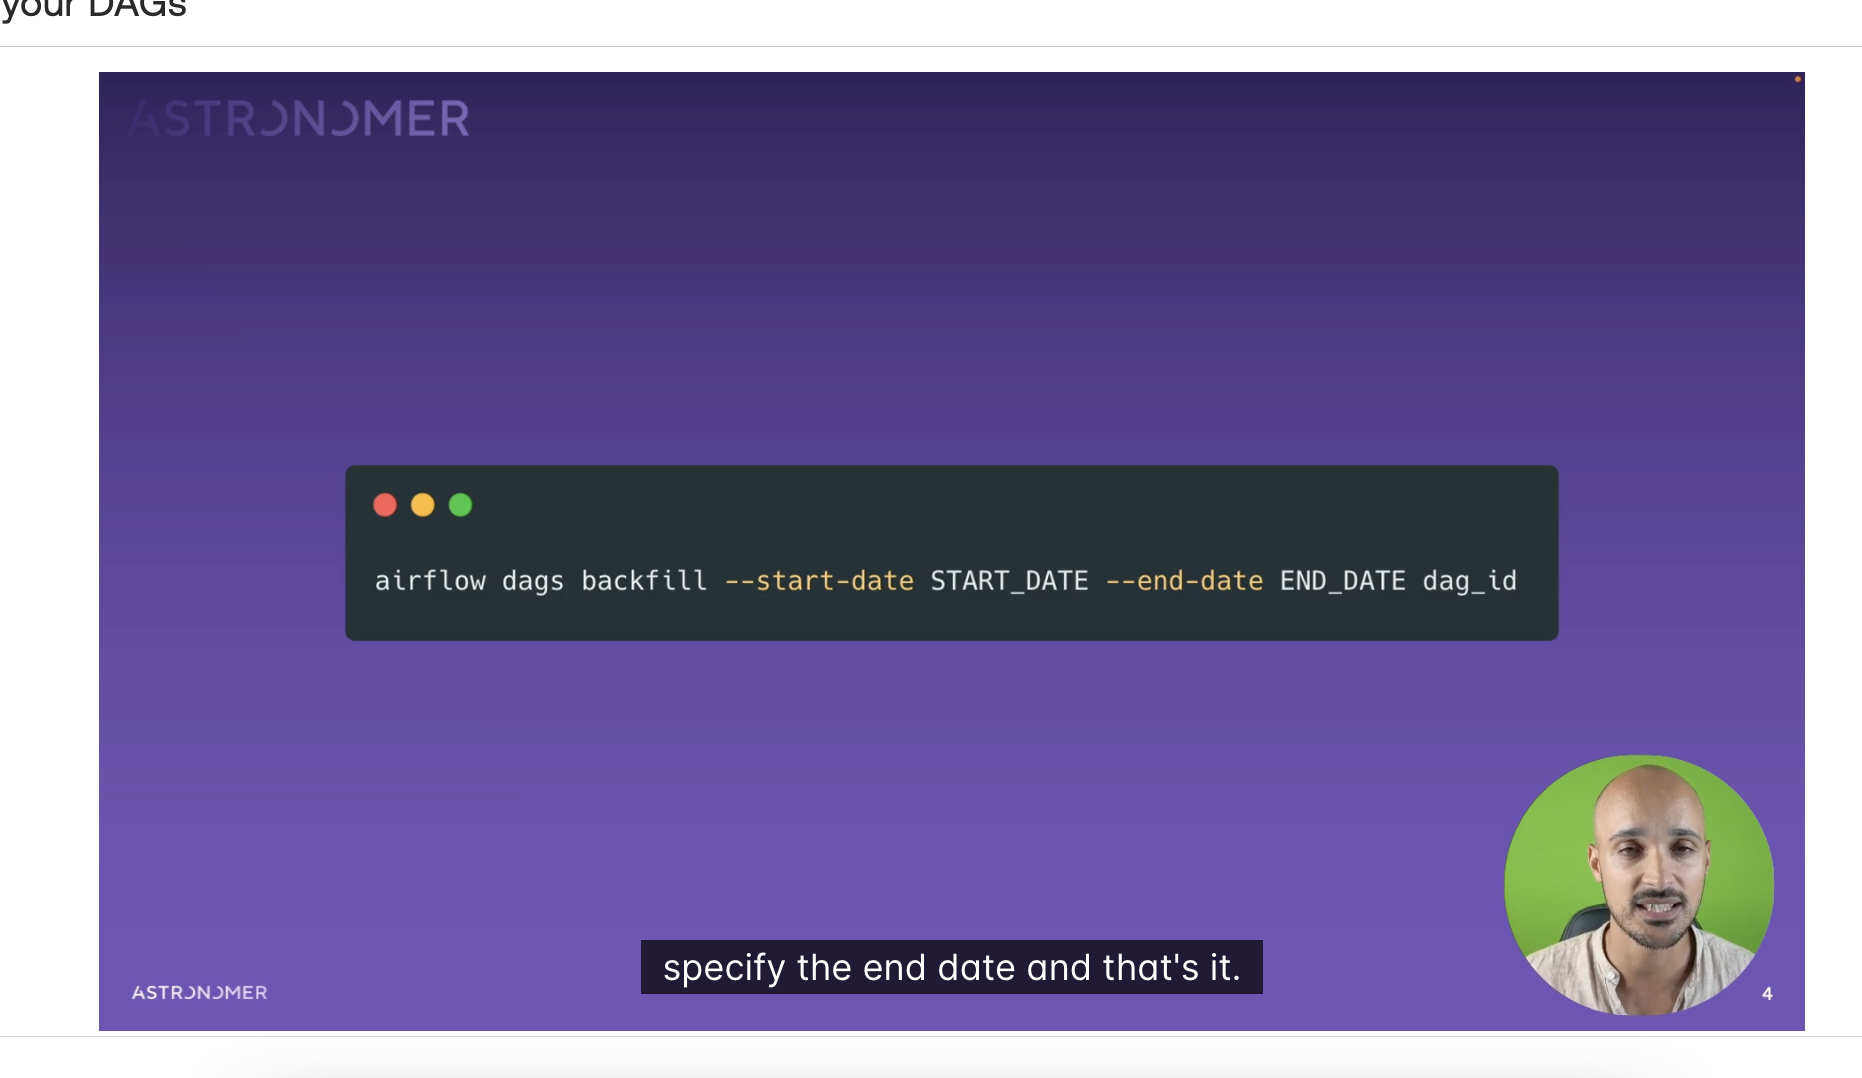 your DAGs
ASTRONOMER
airflow dags backfill --start-date START_DATE --end-date END_DATE dag_id
specify the end date and that's it.
ASTRONOMER
4